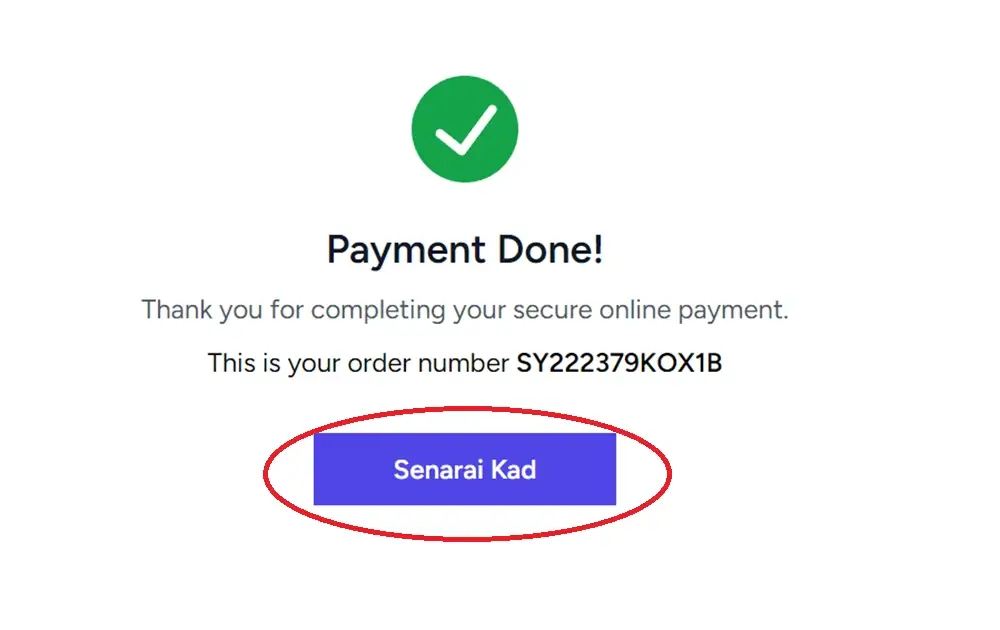 Payment Done!
Thank you for completing your secure online payment.
This is your order number SY222379KOX1B
Senarai Kad